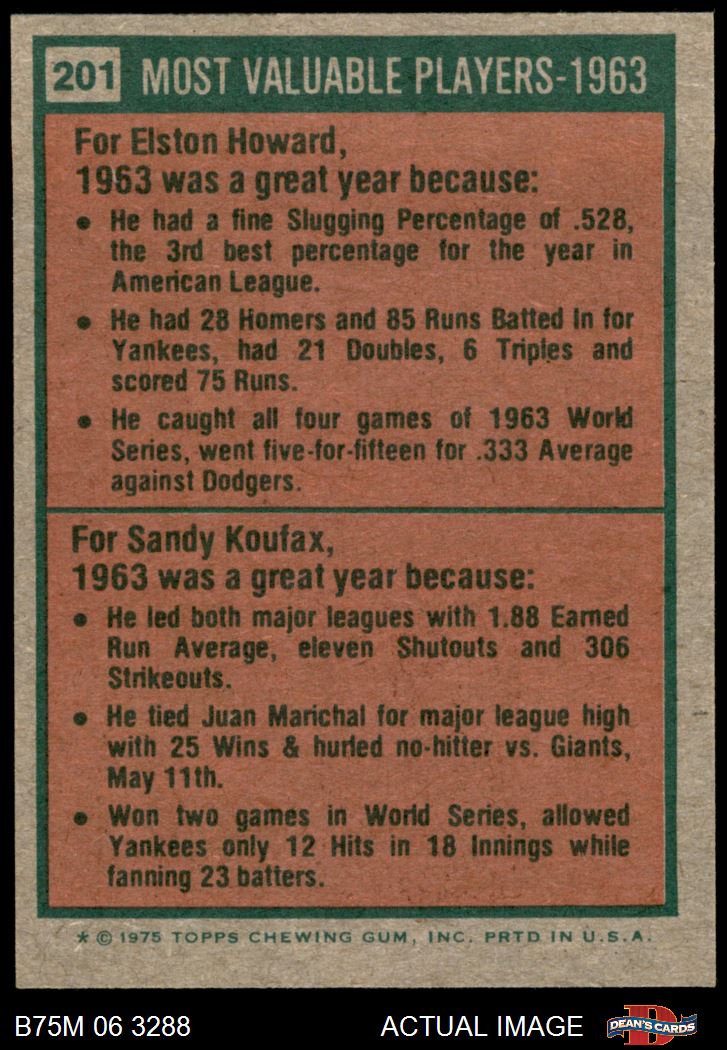 201 MOST VALUABLE PLAYERS-1963
For Elston Howard,
1963 was a great year because:
• He had a fine Slugging Percentage of .528,
the 3rd best percentage for the year in
American League.
• He had 28 Homers and 85 Runs Batted In for
Yankees, had 21 Doubles, 6 Triples and
scored 75 Runs.
• He caught all four games of 1963 World
Series, went five-for-fifteen for .333 Average
against Dodgers.
For Sandy Koufax,
1963 was a great year because:
• He led both major leagues with 1.88 Earned
Run Average, eleven Shutouts and 306
Strikeouts.
• He tied Juan Marichal for major league high
with 25 Wins & hurled no-hitter vs. Giants,
May 11th.
• Won two games in World Series, allowed
Yankees only 12 Hits in 18 Innings while
fanning 23 batters.
* © 1975 TOPPS CHEWING GUM, INC. PRTD IN U.S.A.
B75M 06 3288 ACTUAL IMAGE DEAN'S CARDS